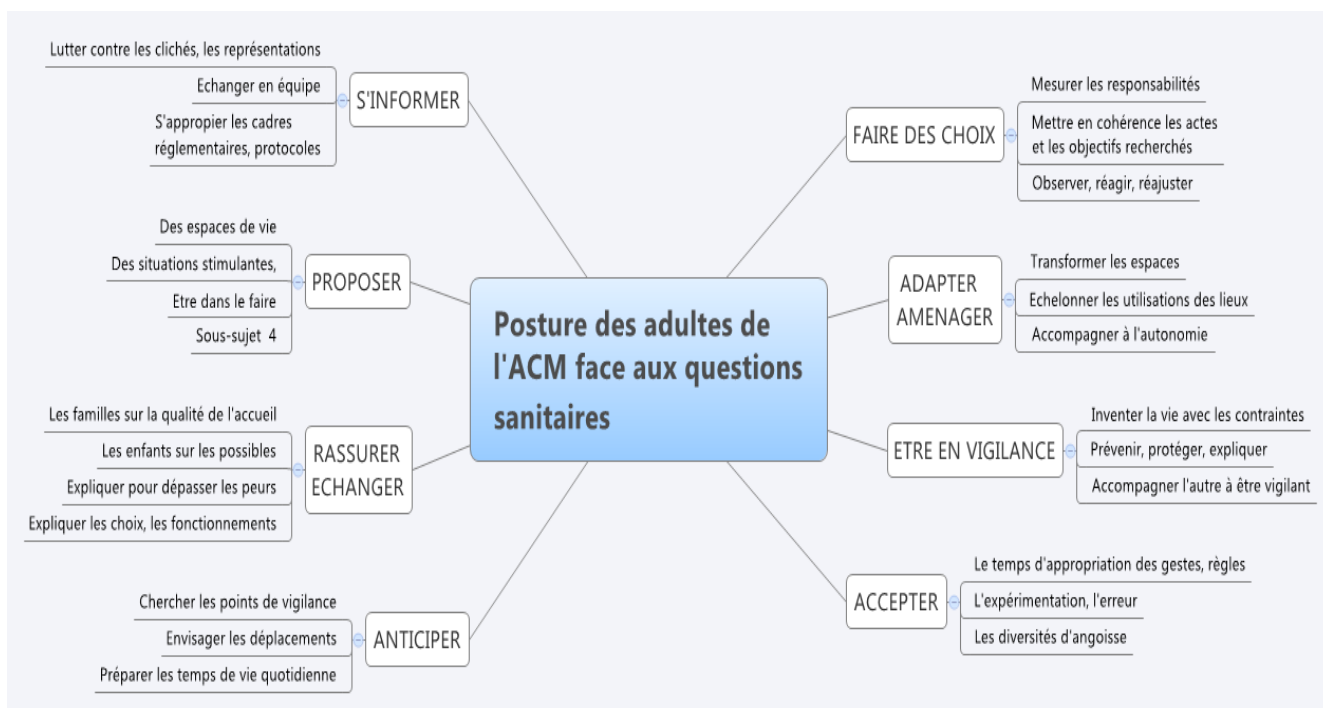 Posture des adultes de
l'ACM face aux questions
sanitaires
S'INFORMER
Lutter contre les clichés, les représentations
Echanger en équipe
S'appropier les cadres
réglementaires, protocoles
PROPOSER
Des espaces de vie
Des situations stimulantes,
Etre dans le faire
Sous-sujet 4
RASSURER
ECHANGER
Les familles sur la qualité de l'accueil
Les enfants sur les possibles
Expliquer pour dépasser les peurs
Expliquer les choix, les fonctionnements
ANTICIPER
Chercher les points de vigilance
Envisager les déplacements
Préparer les temps de vie quotidienne
FAIRE DES CHOIX
Mesurer les responsabilités
Mettre en cohérence les actes
et les objectifs recherchés
Observer, réagir, réajuster
ADAPTER
AMENAGER
Transformer les espaces
Echelonner les utilisations des lieux
Accompagner à l'autonomie
ETRE EN VIGILANCE
Inventer la vie avec les contraintes
Prévenir, protéger, expliquer
Accompagner l'autre à être vigilant
ACCEPTER
Le temps d'appropriation des gestes, règles
L'expérimentation, l'erreur
Les diversités d'angoisse